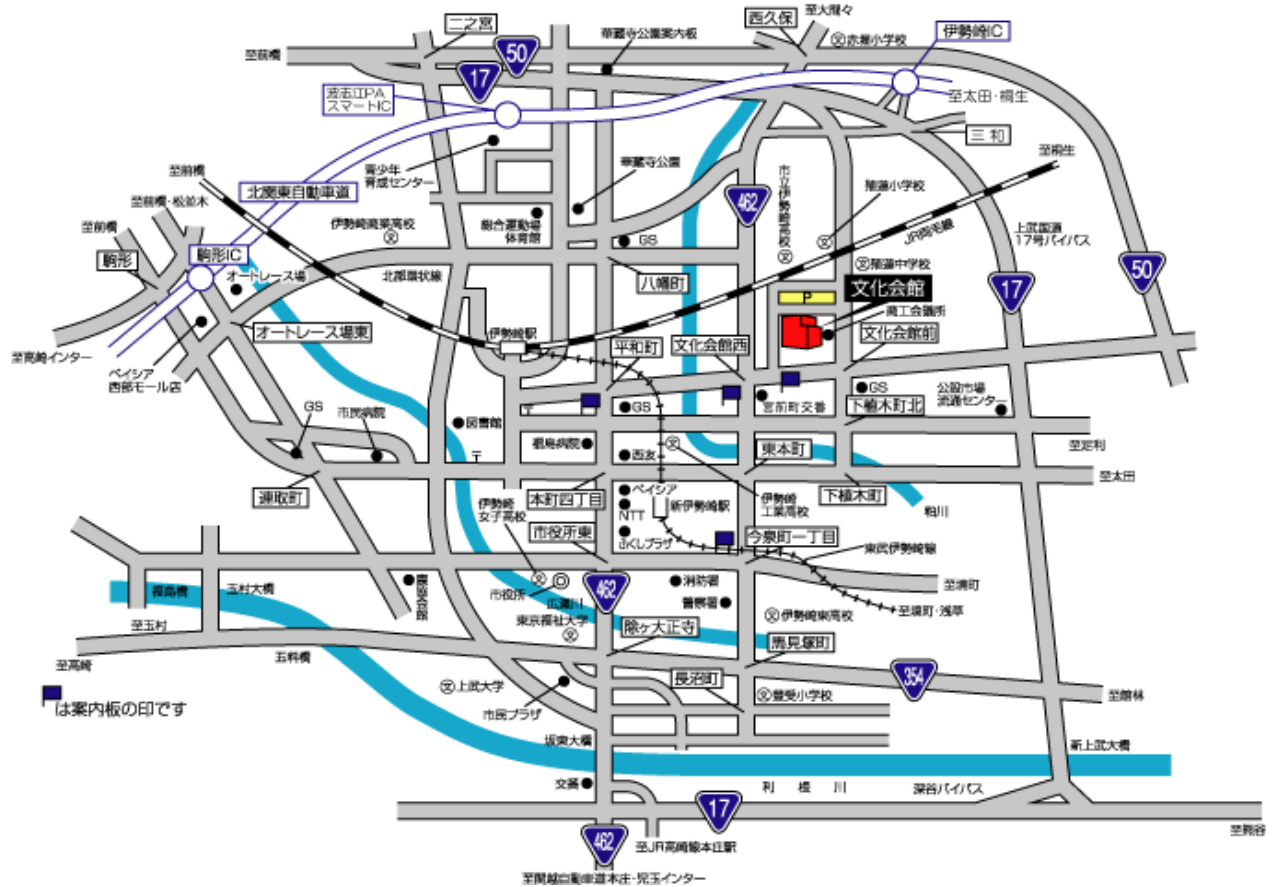 至大間々
二之宮
西久保
華蔵寺公園案内板
赤堀小学校
伊勢崎IC
至前橋
50
17
波志江PA
スマートIC
至太田・桐生
三和
青少年
育成センター
華蔵寺公園
至桐生
至前橋
北関東自動車道
至前橋・松並木
462
市立伊勢崎高校
殖蓮小学校
伊勢崎商業高校
総合運動場
体育館
GS
JR両毛線
上武国道
17号バイパス
至前橋
駒形
駒形IC
オートレース場
北部環状線
八幡町
殖蓮中学校
文化会館
P
17
50
商工会議所
オートレース場東
伊勢崎駅
平和町
文化会館西
文化会館前
至高崎インター
ベイシア
西部モール店
GS
市民病院
図書館
〒
GS
宮前町交番
GS
公設市場
流通センター
下植木町北
福島病院
西友
東本町
至足利
〒
連取町
本町四丁目
ベイシア
NTT
ふくしプラザ
新伊勢崎駅
伊勢崎
工業高校
下植木町
至太田
粕川
伊勢崎
女子高校
市役所東
今泉町一丁目
東武伊勢崎線
福島橋
玉村大橋
市役所
広瀬川
462
消防署
警察署
至境町
至境町・浅草
東京福祉大学
伊勢崎東高校
至玉村
除ヶ大正寺
馬見塚町
至高崎
五料橋
上武大学
長沼町
豊受小学校
354
至館林
は案内板の印です
市民プラザ
坂東大橋
新上武大橋
交番
利根川
深谷バイパス
17
至熊谷
462
至JR高崎線本庄駅
至関越自動車道本庄・児玉インター